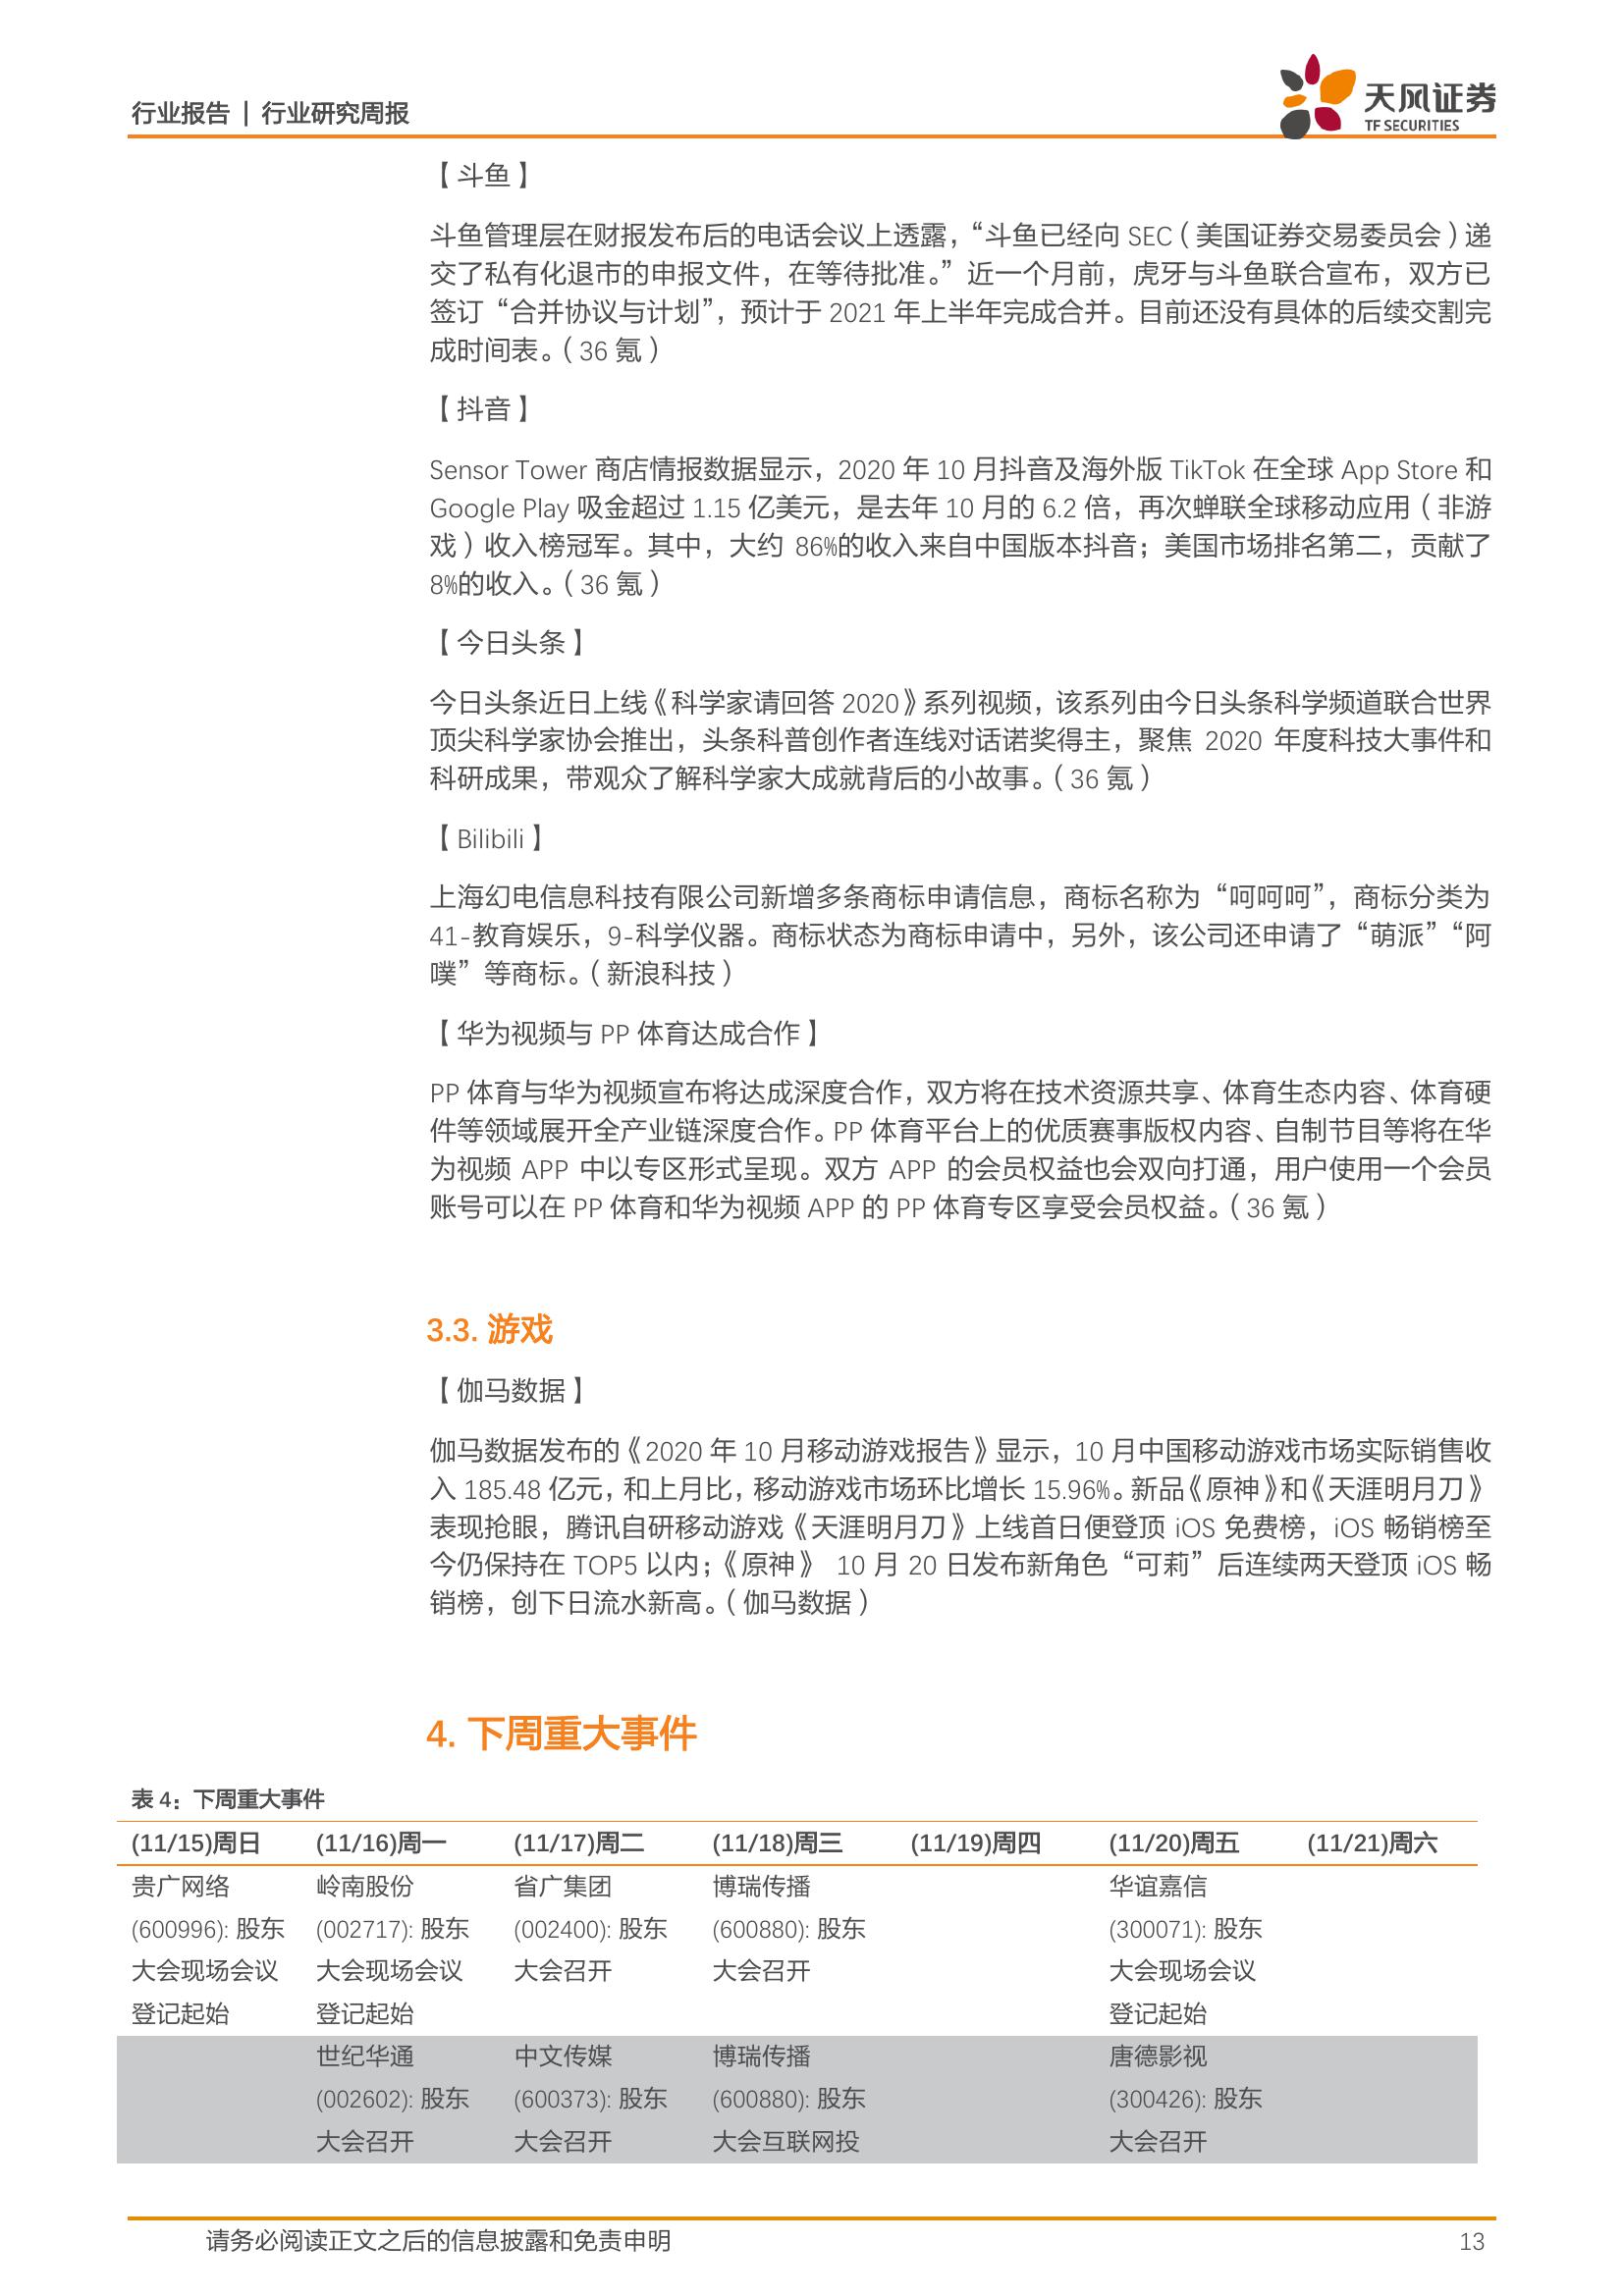 行业报告 | 行业研究周报
天风证券
TF SECURITIES
【斗鱼】
斗鱼管理层在财报发布后的电话会议上透露，“斗鱼已经向 SEC（美国证券交易委员会）递
交了私有化退市的申报文件，在等待批准。”近一个月前，虎牙与斗鱼联合宣布，双方已
签订“合并协议与计划”，预计于 2021 年上半年完成合并。目前还没有具体的后续交割完
成时间表。（36 氪）
【抖音】
Sensor Tower 商店情报数据显示，2020 年 10 月抖音及海外版 TikTok 在全球 App Store 和
Google Play 吸金超过 1.15 亿美元，是去年 10 月的 6.2 倍，再次蝉联全球移动应用（非游
戏）收入榜冠军。其中，大约 86%的收入来自中国版本抖音；美国市场排名第二，贡献了
8%的收入。（36 氪）
【今日头条】
今日头条近日上线《科学家请回答 2020》系列视频，该系列由今日头条科学频道联合世界
顶尖科学家协会推出，头条科普创作者连线对话诺奖得主，聚焦 2020 年度科技大事件和
科研成果，带观众了解科学家大成就背后的小故事。（36 氪）
【Bilibili】
上海幻电信息科技有限公司新增多条商标申请信息，商标名称为“呵呵呵”，商标分类为
41-教育娱乐，9-科学仪器。商标状态为商标申请中，另外，该公司还申请了“萌派”“阿
噗”等商标。（新浪科技）
【华为视频与 PP 体育达成合作】
PP 体育与华为视频宣布将达成深度合作，双方将在技术资源共享、体育生态内容、体育硬
件等领域展开全产业链深度合作。PP 体育平台上的优质赛事版权内容、自制节目等将在华
为视频 APP 中以专区形式呈现。双方 APP 的会员权益也会双向打通，用户使用一个会员
账号可以在 PP 体育和华为视频 APP 的 PP 体育专区享受会员权益。（36 氪）
3.3. 游戏
【伽马数据】
伽马数据发布的《2020 年 10 月移动游戏报告》显示，10 月中国移动游戏市场实际销售收
入 185.48 亿元，和上月比，移动游戏市场环比增长 15.96%。新品《原神》和《天涯明月刀》
表现抢眼，腾讯自研移动游戏《天涯明月刀》上线首日便登顶 iOS 免费榜，iOS 畅销榜至
今仍保持在 TOP5 以内；《原神》 10 月 20 日发布新角色“可莉”后连续两天登顶 iOS 畅
销榜，创下日流水新高。（伽马数据）
4. 下周重大事件
表 4：下周重大事件
(11/15)周日 (11/16)周一 (11/17)周二 (11/18)周三 (11/19)周四 (11/20)周五 (11/21)周六
贵广网络 岭南股份 省广集团 博瑞传播 华谊嘉信
(600996): 股东 (002717): 股东 (002400): 股东 (600880): 股东 (300071): 股东
大会现场会议 大会现场会议 大会召开 大会召开 大会现场会议
登记起始 登记起始 登记起始
世纪华通 中文传媒 博瑞传播 唐德影视
(002602): 股东 (600373): 股东 (600880): 股东 (300426): 股东
大会召开 大会召开 大会互联网投 大会召开
请务必阅读正文之后的信息披露和免责申明 13